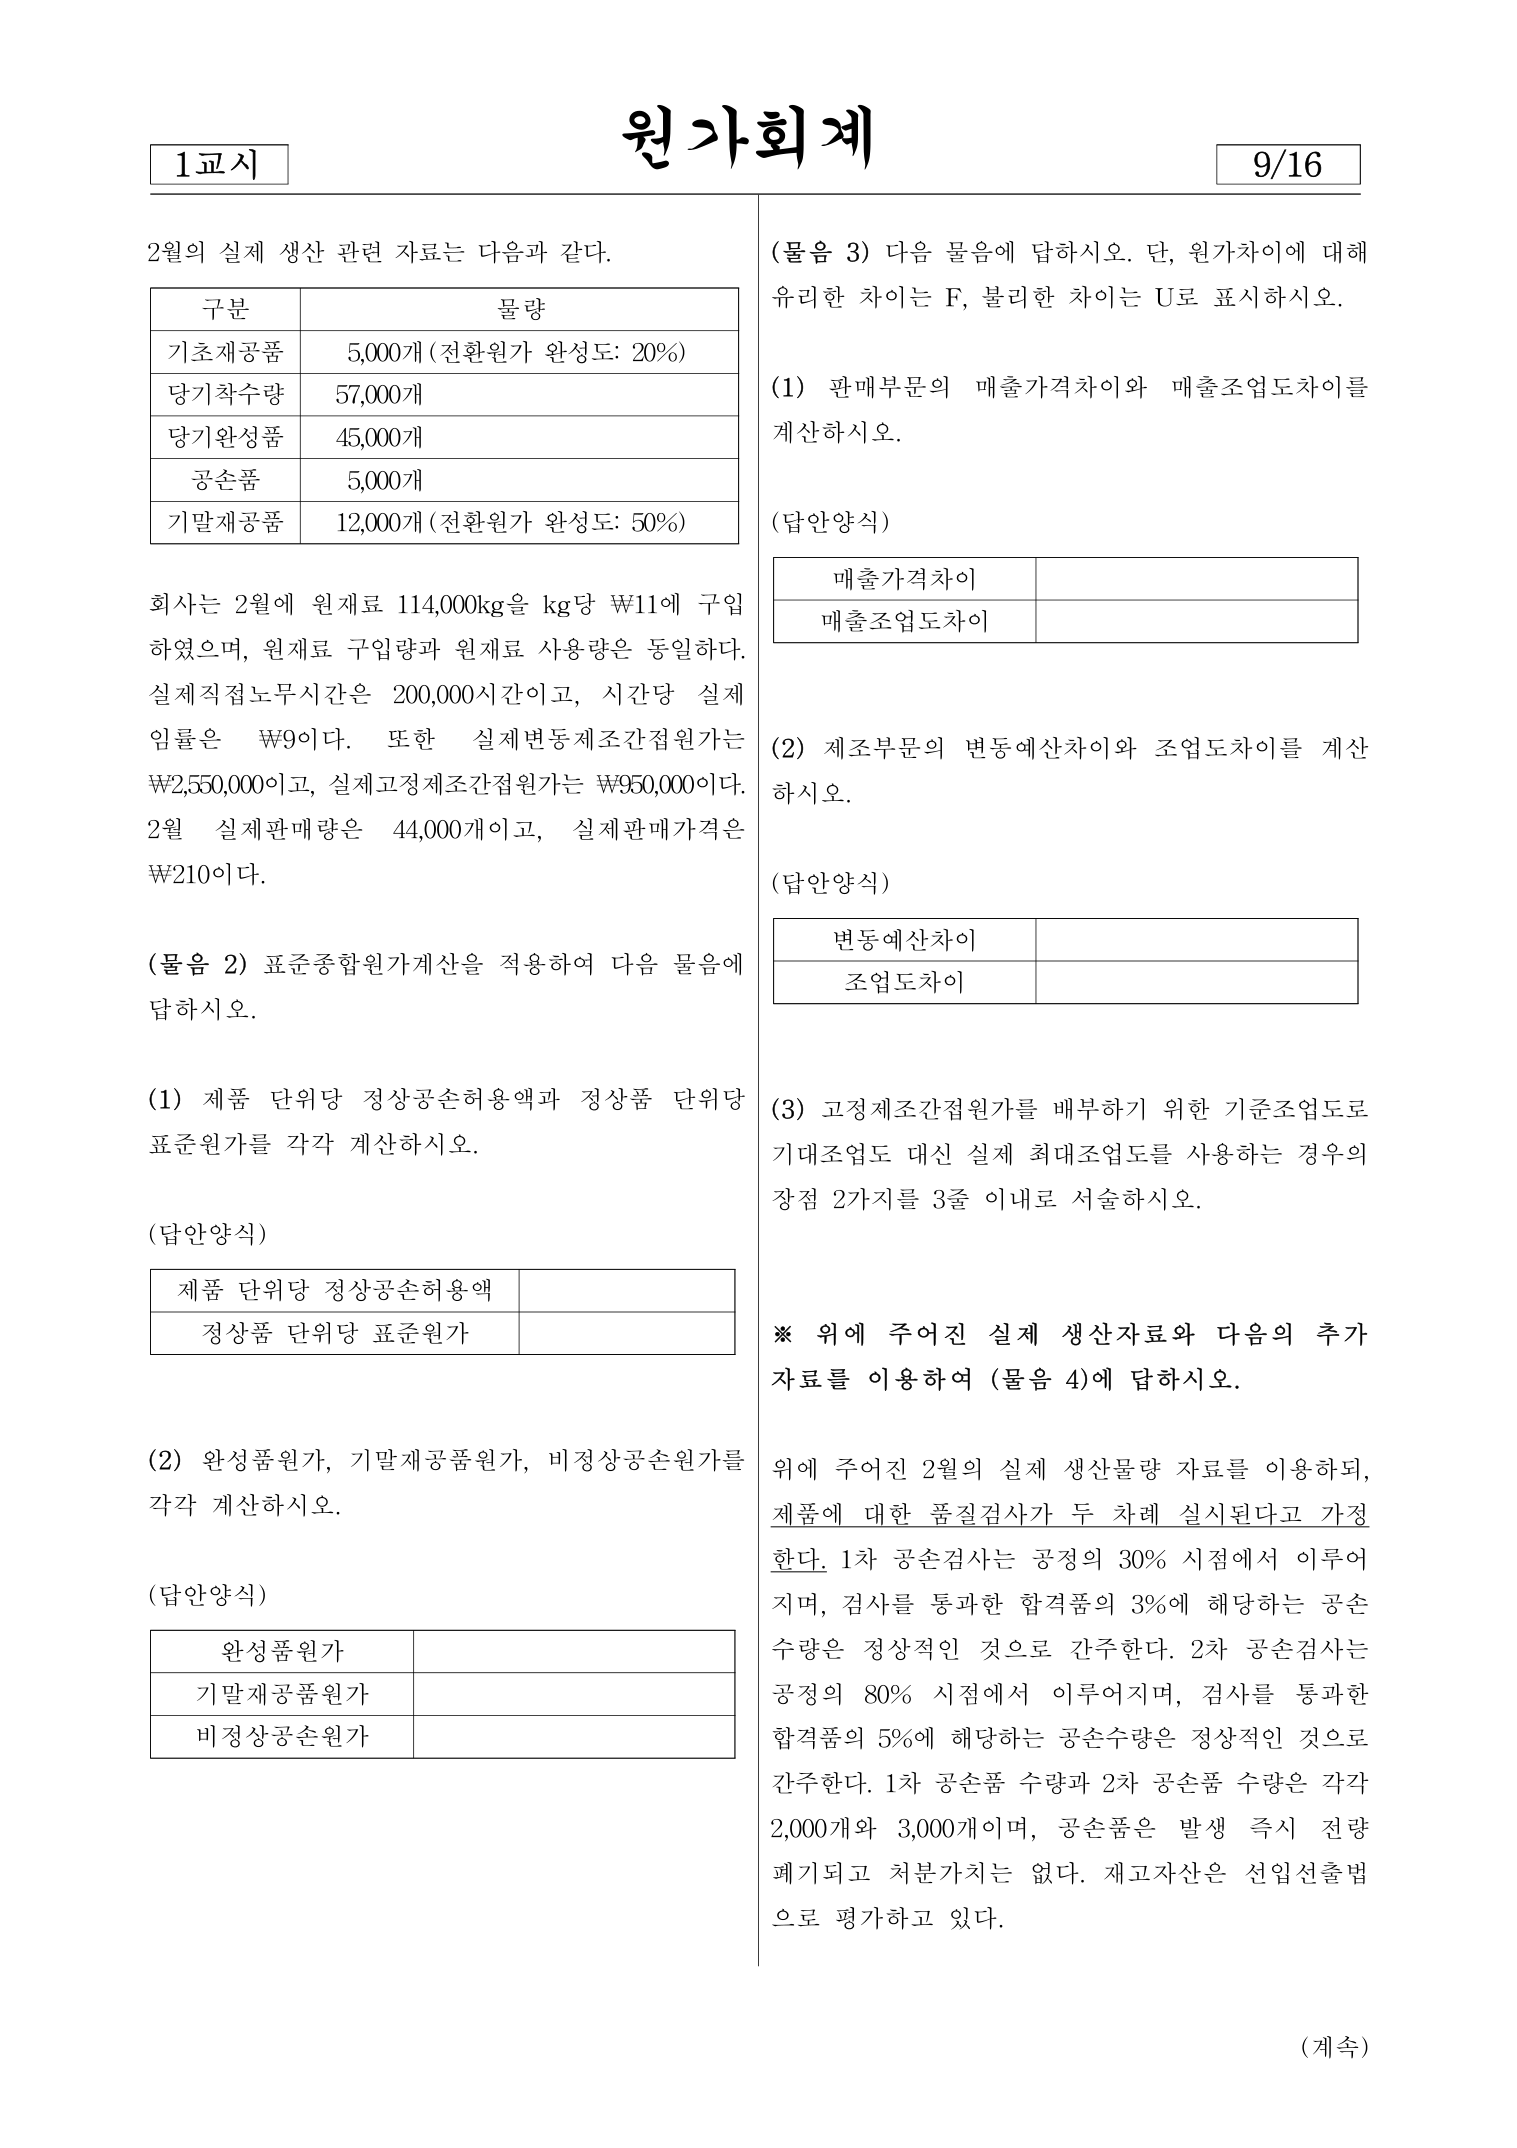 원가회계
1교시
9/16
2월의 실제 생산 관련 자료는 다음과 같다.
구분 물량
기초재공품 5,000개(전환원가 완성도: 20%)
당기착수량 57,000개
당기완성품 45,000개
공손품 5,000개
기말재공품 12,000개(전환원가 완성도: 50%)
회사는 2월에 원재료 114,000kg을 kg당 ₩11에 구입
하였으며, 원재료 구입량과 원재료 사용량은 동일하다.
실제직접노무시간은 200,000시간이고, 시간당 실제
임률은 ₩9이다. 또한 실제변동제조간접원가는
₩2,550,000이고, 실제고정제조간접원가는 ₩950,000이다.
2월 실제판매량은 44,000개이고, 실제판매가격은
₩210이다.
(물음 2) 표준종합원가계산을 적용하여 다음 물음에
답하시오.
(1) 제품 단위당 정상공손허용액과 정상품 단위당
표준원가를 각각 계산하시오.
(답안양식)
제품 단위당 정상공손허용액
정상품 단위당 표준원가
(2) 완성품원가, 기말재공품원가, 비정상공손원가를
각각 계산하시오.
(답안양식)
완성품원가
기말재공품원가
비정상공손원가
(물음 3) 다음 물음에 답하시오. 단, 원가차이에 대해
유리한 차이는 F, 불리한 차이는 U로 표시하시오.
(1) 판매부문의 매출가격차이와 매출조업도차이를
계산하시오.
(답안양식)
매출가격차이
매출조업도차이
(2) 제조부문의 변동예산차이와 조업도차이를 계산
하시오.
(답안양식)
변동예산차이
조업도차이
(3) 고정제조간접원가를 배부하기 위한 기준조업도로
기대조업도 대신 실제 최대조업도를 사용하는 경우의
장점 2가지를 3줄 이내로 서술하시오.
※ 위에 주어진 실제 생산자료와 다음의 추가
자료를 이용하여 (물음 4)에 답하시오.
위에 주어진 2월의 실제 생산물량 자료를 이용하되,
제품에 대한 품질검사가 두 차례 실시된다고 가정
한다. 1차 공손검사는 공정의 30% 시점에서 이루어
지며, 검사를 통과한 합격품의 3%에 해당하는 공손
수량은 정상적인 것으로 간주한다. 2차 공손검사는
공정의 80% 시점에서 이루어지며, 검사를 통과한
합격품의 5%에 해당하는 공손수량은 정상적인 것으로
간주한다. 1차 공손품 수량과 2차 공손품 수량은 각각
2,000개와 3,000개이며, 공손품은 발생 즉시 전량
폐기되고 처분가치는 없다. 재고자산은 선입선출법
으로 평가하고 있다.
(계속)